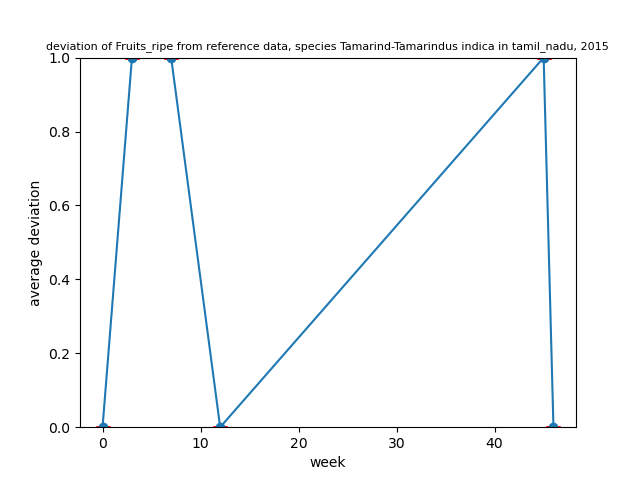 deviation of Fruits_ripe from reference data, species Tamarind-Tamarindus indica in tamil_nadu, 2015
1.0
0.8
0.6
0.4
0.2
0.0
average deviation
0 10 20 30 40
week